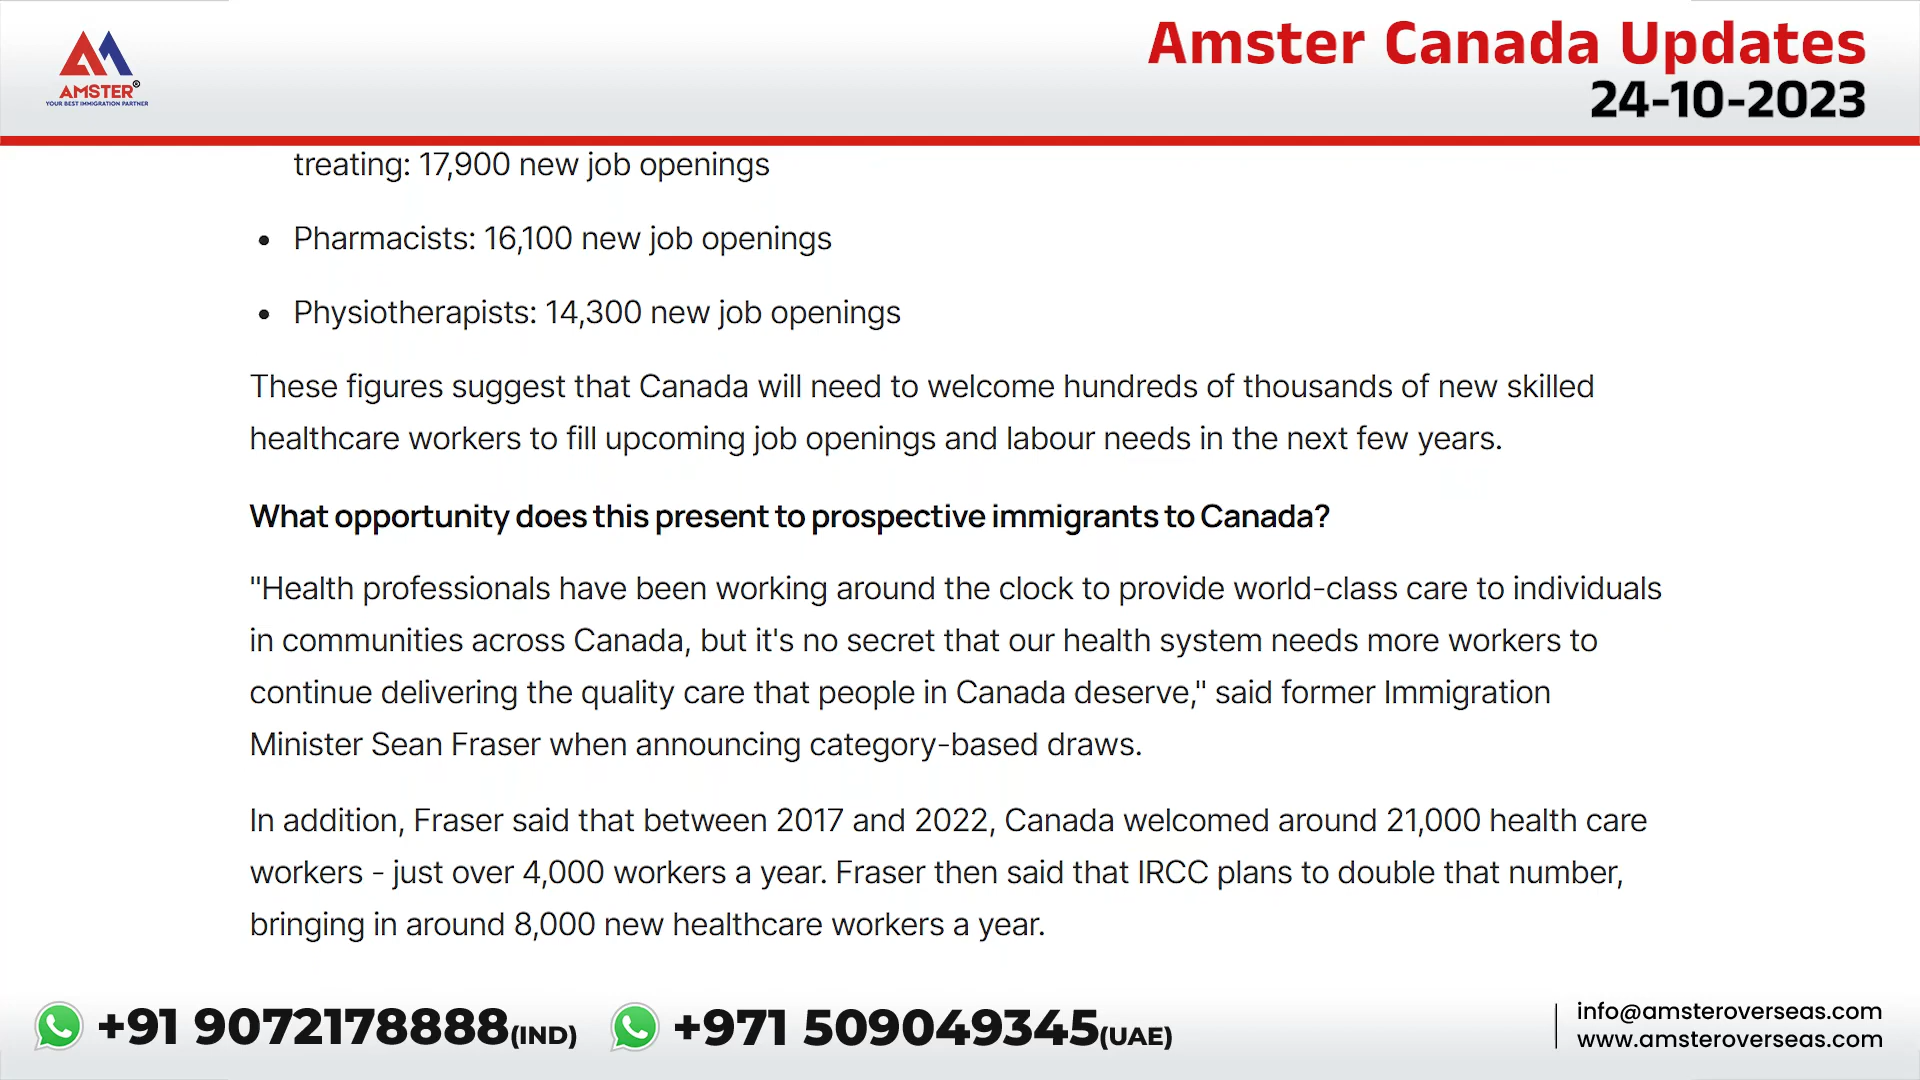 AMSTER®
YOUR BEST IMMIGRATION PARTNER
Amster Canada Updates
24-10-2023
treating: 17,900 new job openings
• Pharmacists: 16,100 new job openings
• Physiotherapists: 14,300 new job openings
These figures suggest that Canada will need to welcome hundreds of thousands of new skilled
healthcare workers to fill upcoming job openings and labour needs in the next few years.
What opportunity does this present to prospective immigrants to Canada?
"Health professionals have been working around the clock to provide world-class care to individuals
in communities across Canada, but it's no secret that our health system needs more workers to
continue delivering the quality care that people in Canada deserve," said former Immigration
Minister Sean Fraser when announcing category-based draws.
In addition, Fraser said that between 2017 and 2022, Canada welcomed around 21,000 health care
workers - just over 4,000 workers a year. Fraser then said that IRCC plans to double that number,
bringing in around 8,000 new healthcare workers a year.
+91 9072178888(IND)
+971 509049345(UAE)
info@amsteroverseas.com
www.amsteroverseas.com